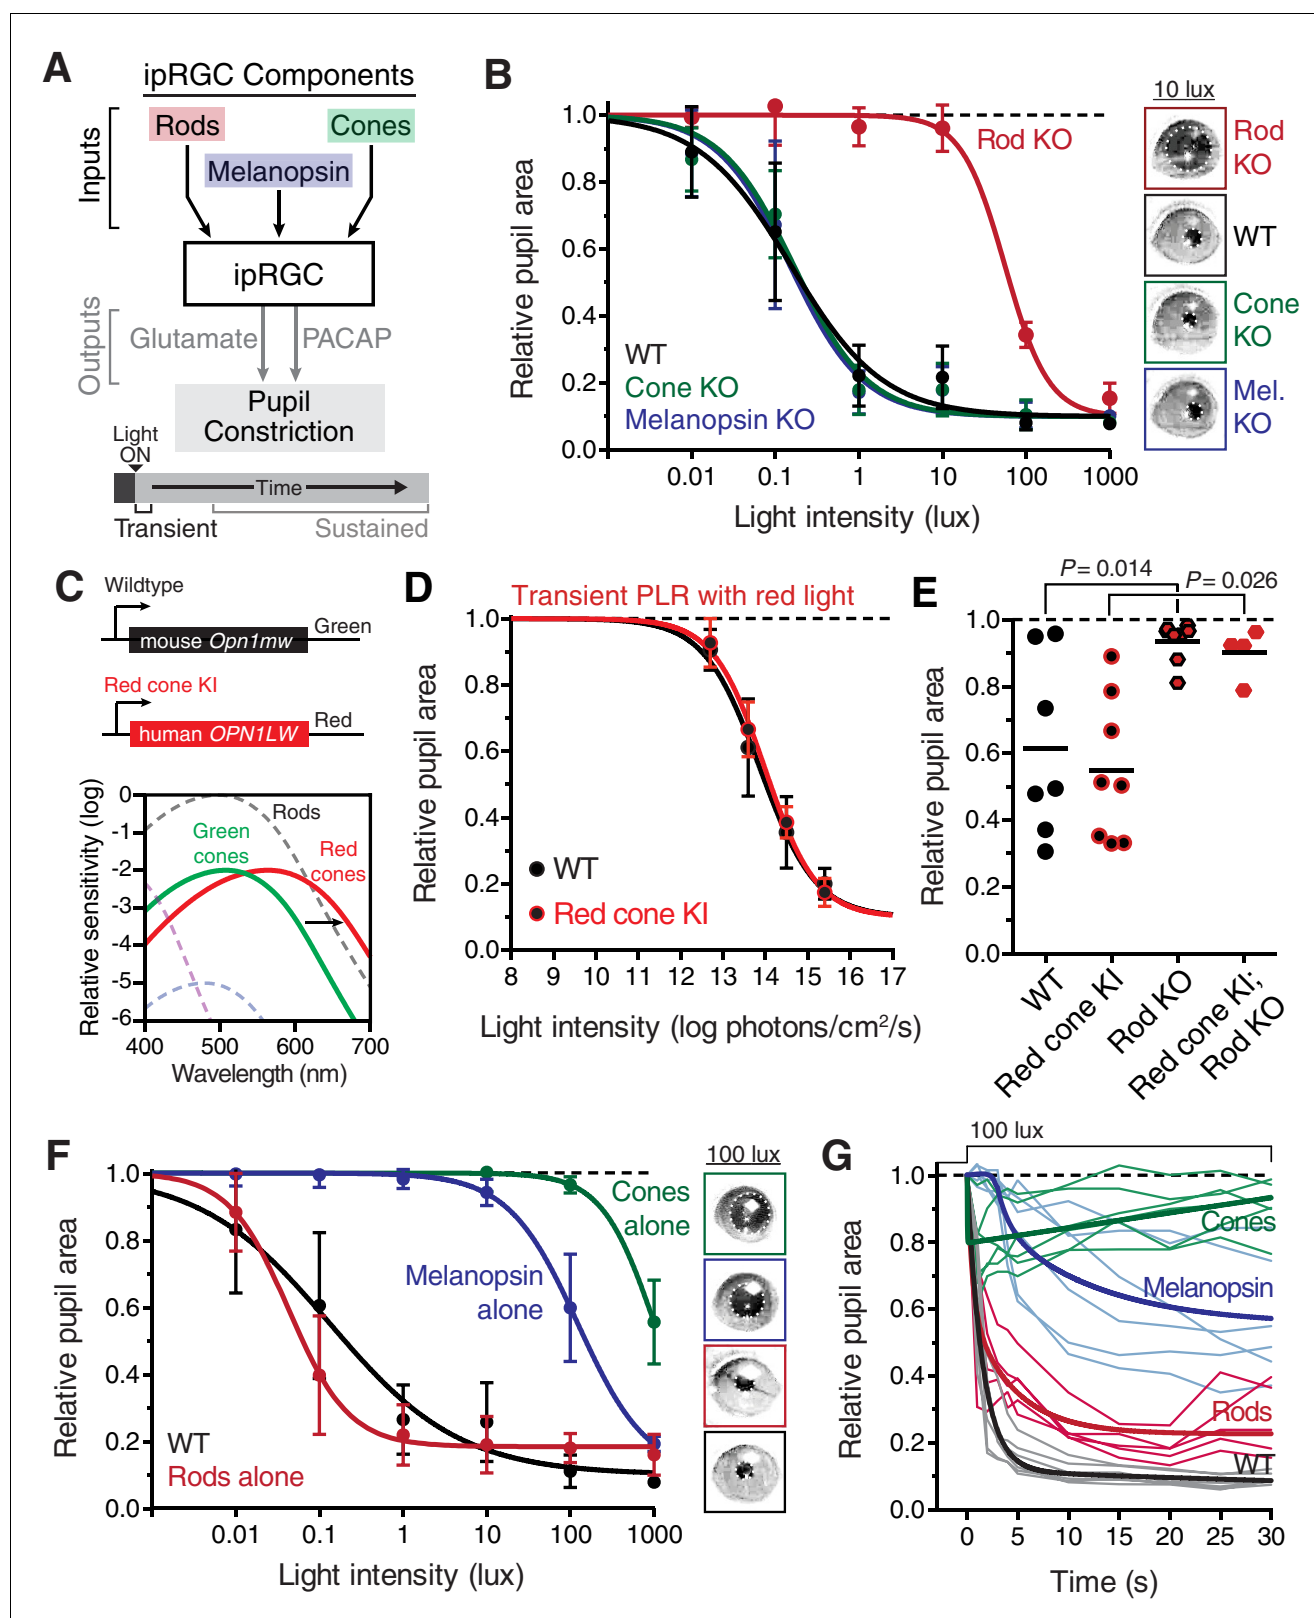 A
ipRGC Components
Inputs
Rods
Cones
Melanopsin
ipRGC
Outputs
Glutamate
PACAP
Pupil
Constriction
Light
ON
Time
Transient
Sustained
B
Relative pupil area
1.0
0.8
0.6
0.4
0.2
0.0
Rod KO
WT
Cone KO
Melanopsin KO
0.01 0.1 1 10 100 1000
Light intensity (lux)
10 lux
Rod
KO
WT
Cone
KO
Mel.
KO
C
Wildtype
mouse Opn1mw
Green
Red cone KI
human OPN1LW
Red
Relative sensitivity (log)
0
-1
-2
-3
-4
-5
-6
Rods
Green
cones
Red
cones
400 500 600 700
Wavelength (nm)
D
Transient PLR with red light
Relative pupil area
1.0
0.8
0.6
0.4
0.2
0.0
WT
Red cone KI
8 9 10 11 12 13 14 15 16 17
Light intensity (log photons/cm²/s)
E
P = 0.014
P = 0.026
Relative pupil area
1.0
0.8
0.6
0.4
0.2
0.0
WT
Red cone KI
Rod KO
Red cone KI;
Rod KO
F
Relative pupil area
1.0
0.8
0.6
0.4
0.2
0.0
Cones
alone
Melanopsin
alone
WT
Rods alone
0.01 0.1 1 10 100 1000
Light intensity (lux)
100 lux
G
100 lux
Relative pupil area
1.0
0.8
0.6
0.4
0.2
0.0
Cones
Melanopsin
Rods
WT
0 5 10 15 20 25 30
Time (s)